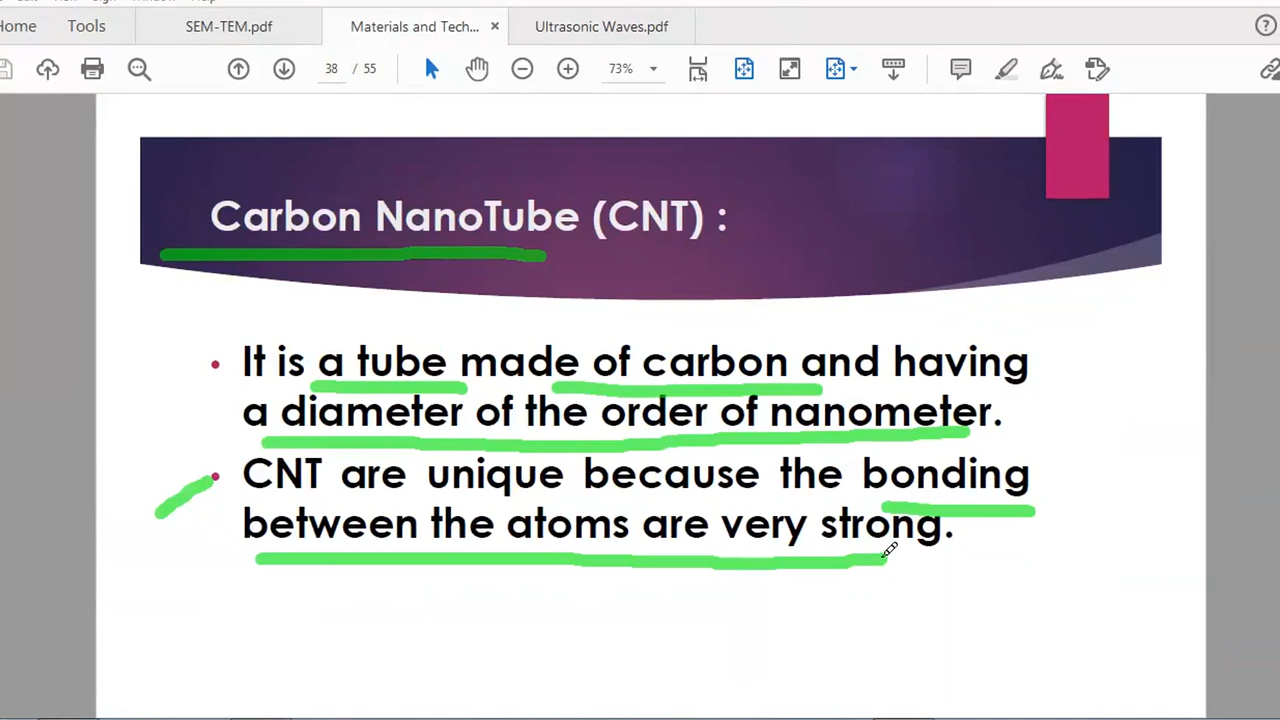 Home Tools SEM-TEM.pdf Materials and Tech... × Ultrasonic Waves.pdf
38 / 55 73%
Carbon NanoTube (CNT) :
• It is a tube made of carbon and having
a diameter of the order of nanometer.
• CNT are unique because the bonding
between the atoms are very strong.